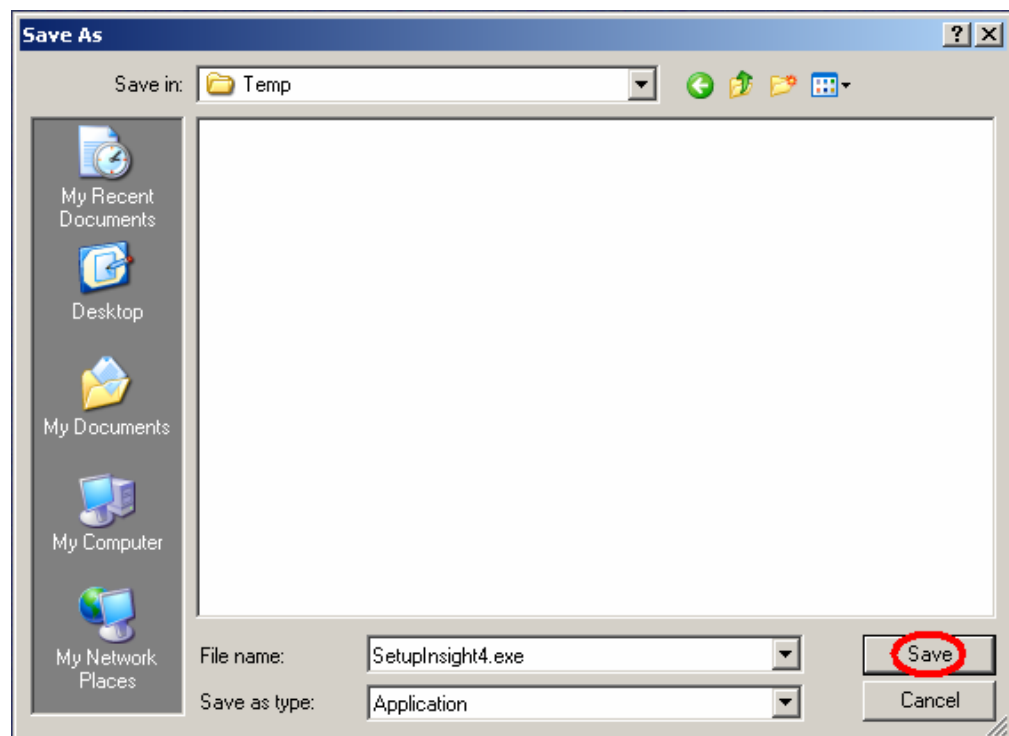 Save As
Save in:
Temp
My Recent
Documents
Desktop
My Documents
My Computer
My Network
Places
File name:
SetupInsight4.exe
Save
Save as type:
Application
Cancel